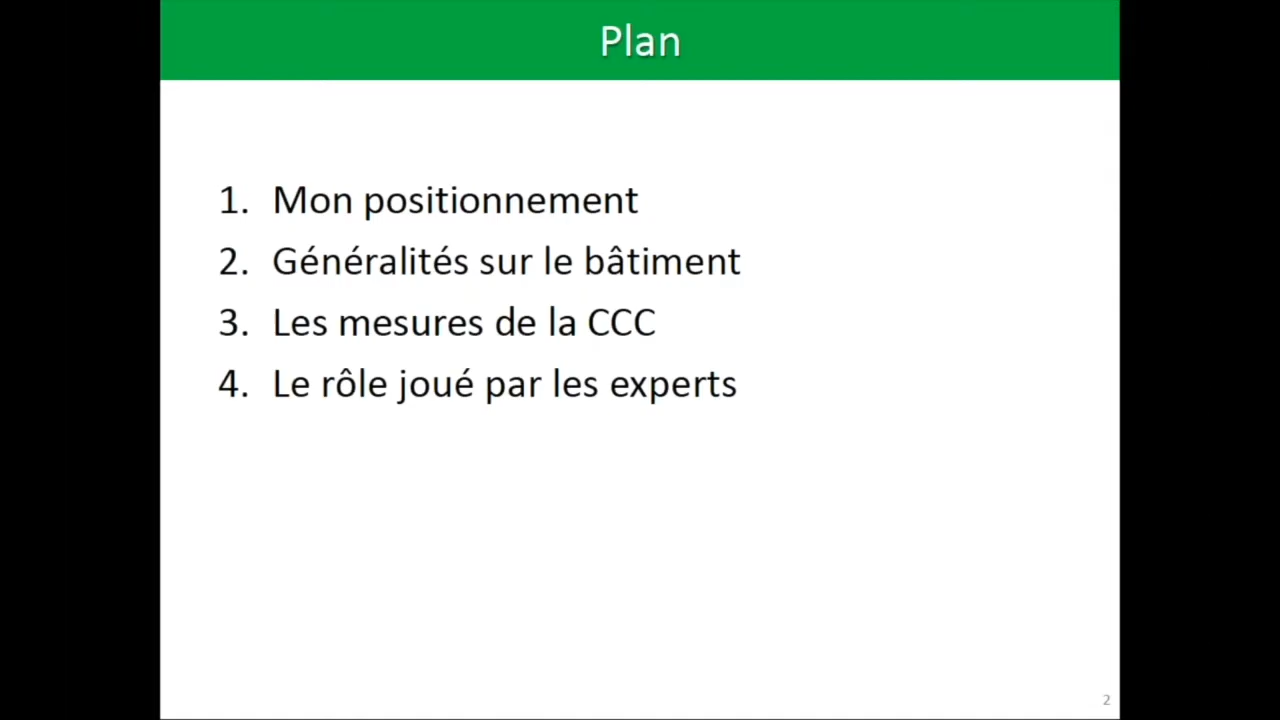 Plan
1. Mon positionnement
2. Généralités sur le bâtiment
3. Les mesures de la CCC
4. Le rôle joué par les experts
2